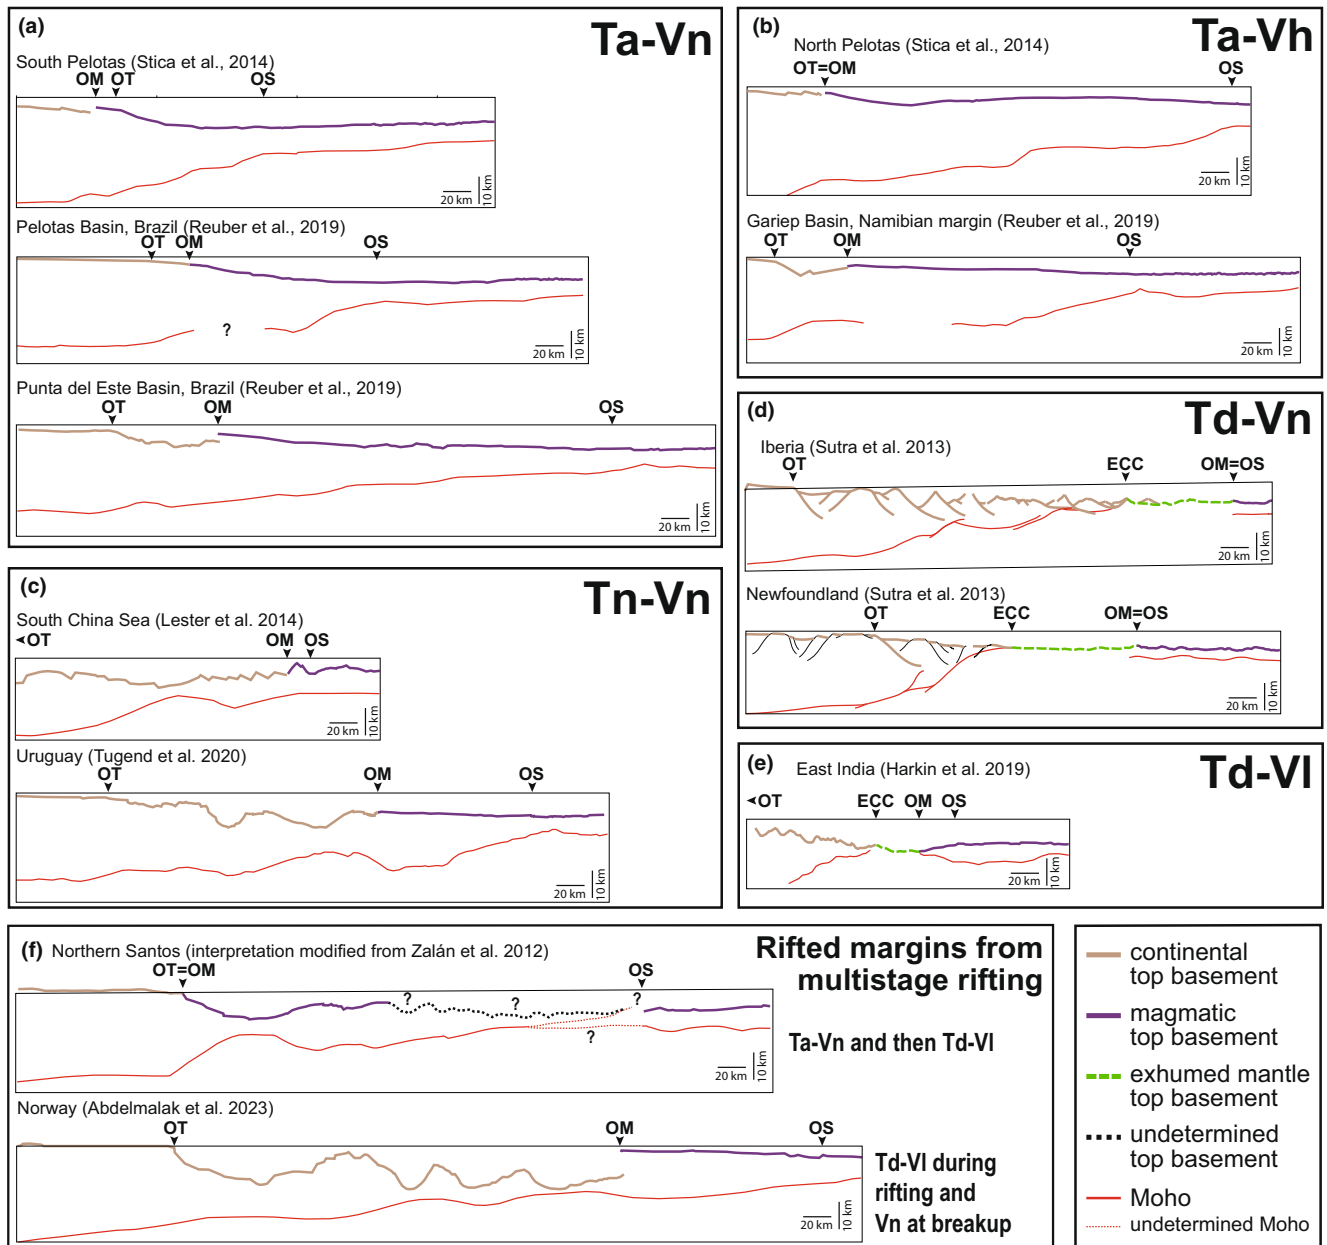 (a)
Ta-Vn
South Pelotas (Stica et al., 2014)
OM OT OS
20 km
10 km
Pelotas Basin, Brazil (Reuber et al., 2019)
OT OM OS
?
20 km
10 km
Punta del Este Basin, Brazil (Reuber et al., 2019)
OT OM OS
20 km
10 km
(b)
Ta-Vh
North Pelotas (Stica et al., 2014)
OT=OM OS
20 km
10 km
Gariep Basin, Namibian margin (Reuber et al., 2019)
OT OM OS
20 km
10 km
(c)
Tn-Vn
South China Sea (Lester et al. 2014)
OT OM OS
20 km
10 km
Uruguay (Tugend et al. 2020)
OT OM OS
20 km
10 km
(d)
Td-Vn
Iberia (Sutra et al. 2013)
OT ECC OM=OS
20 km
10 km
Newfoundland (Sutra et al. 2013)
OT ECC OM=OS
20 km
10 km
(e)
Td-Vl
East India (Harkin et al. 2019)
OT ECC OM OS
20 km
10 km
(f)
Northern Santos (interpretation modified from Zalán et al. 2012)
Rifted margins from
multistage rifting
OT=OM OS
? ? ?
?
20 km
10 km
Ta-Vn and then Td-Vl
Norway (Abdelmalak et al. 2023)
OT OM OS
20 km
10 km
Td-Vl during
rifting and
Vn at breakup
continental
top basement
magmatic
top basement
exhumed mantle
top basement
undetermined
top basement
Moho
undetermined Moho